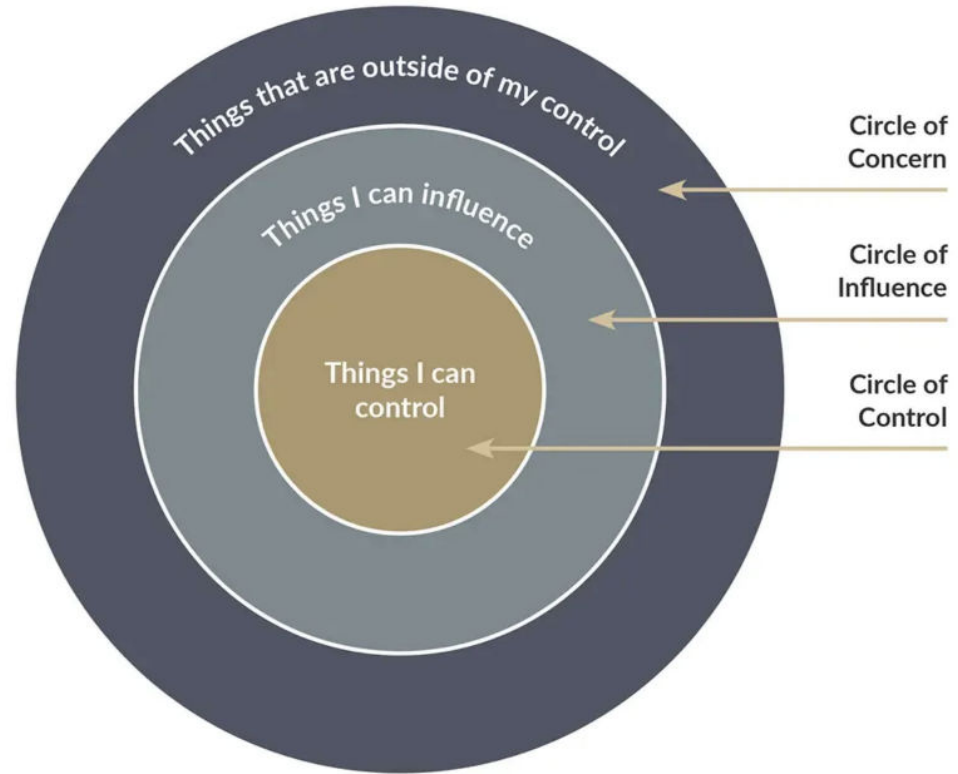 Things that are outside of my control
Things I can influence
Things I can
control
Circle of
Concern
Circle of
Influence
Circle of
Control